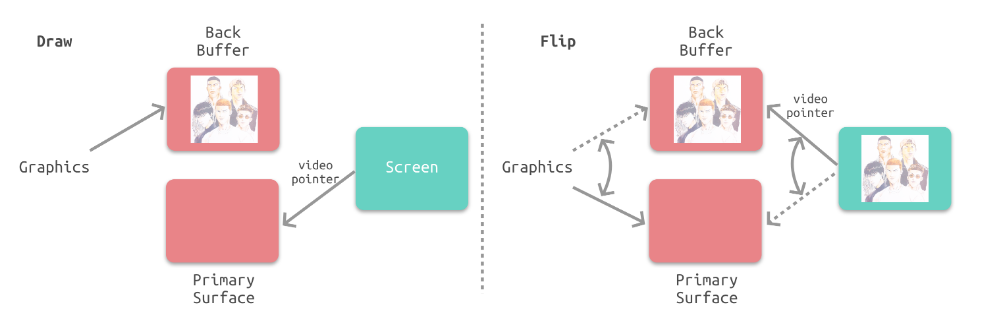 Draw
Back
Buffer
Graphics
video
pointer
Screen
Primary
Surface
Flip
Back
Buffer
video
pointer
Graphics
Primary
Surface